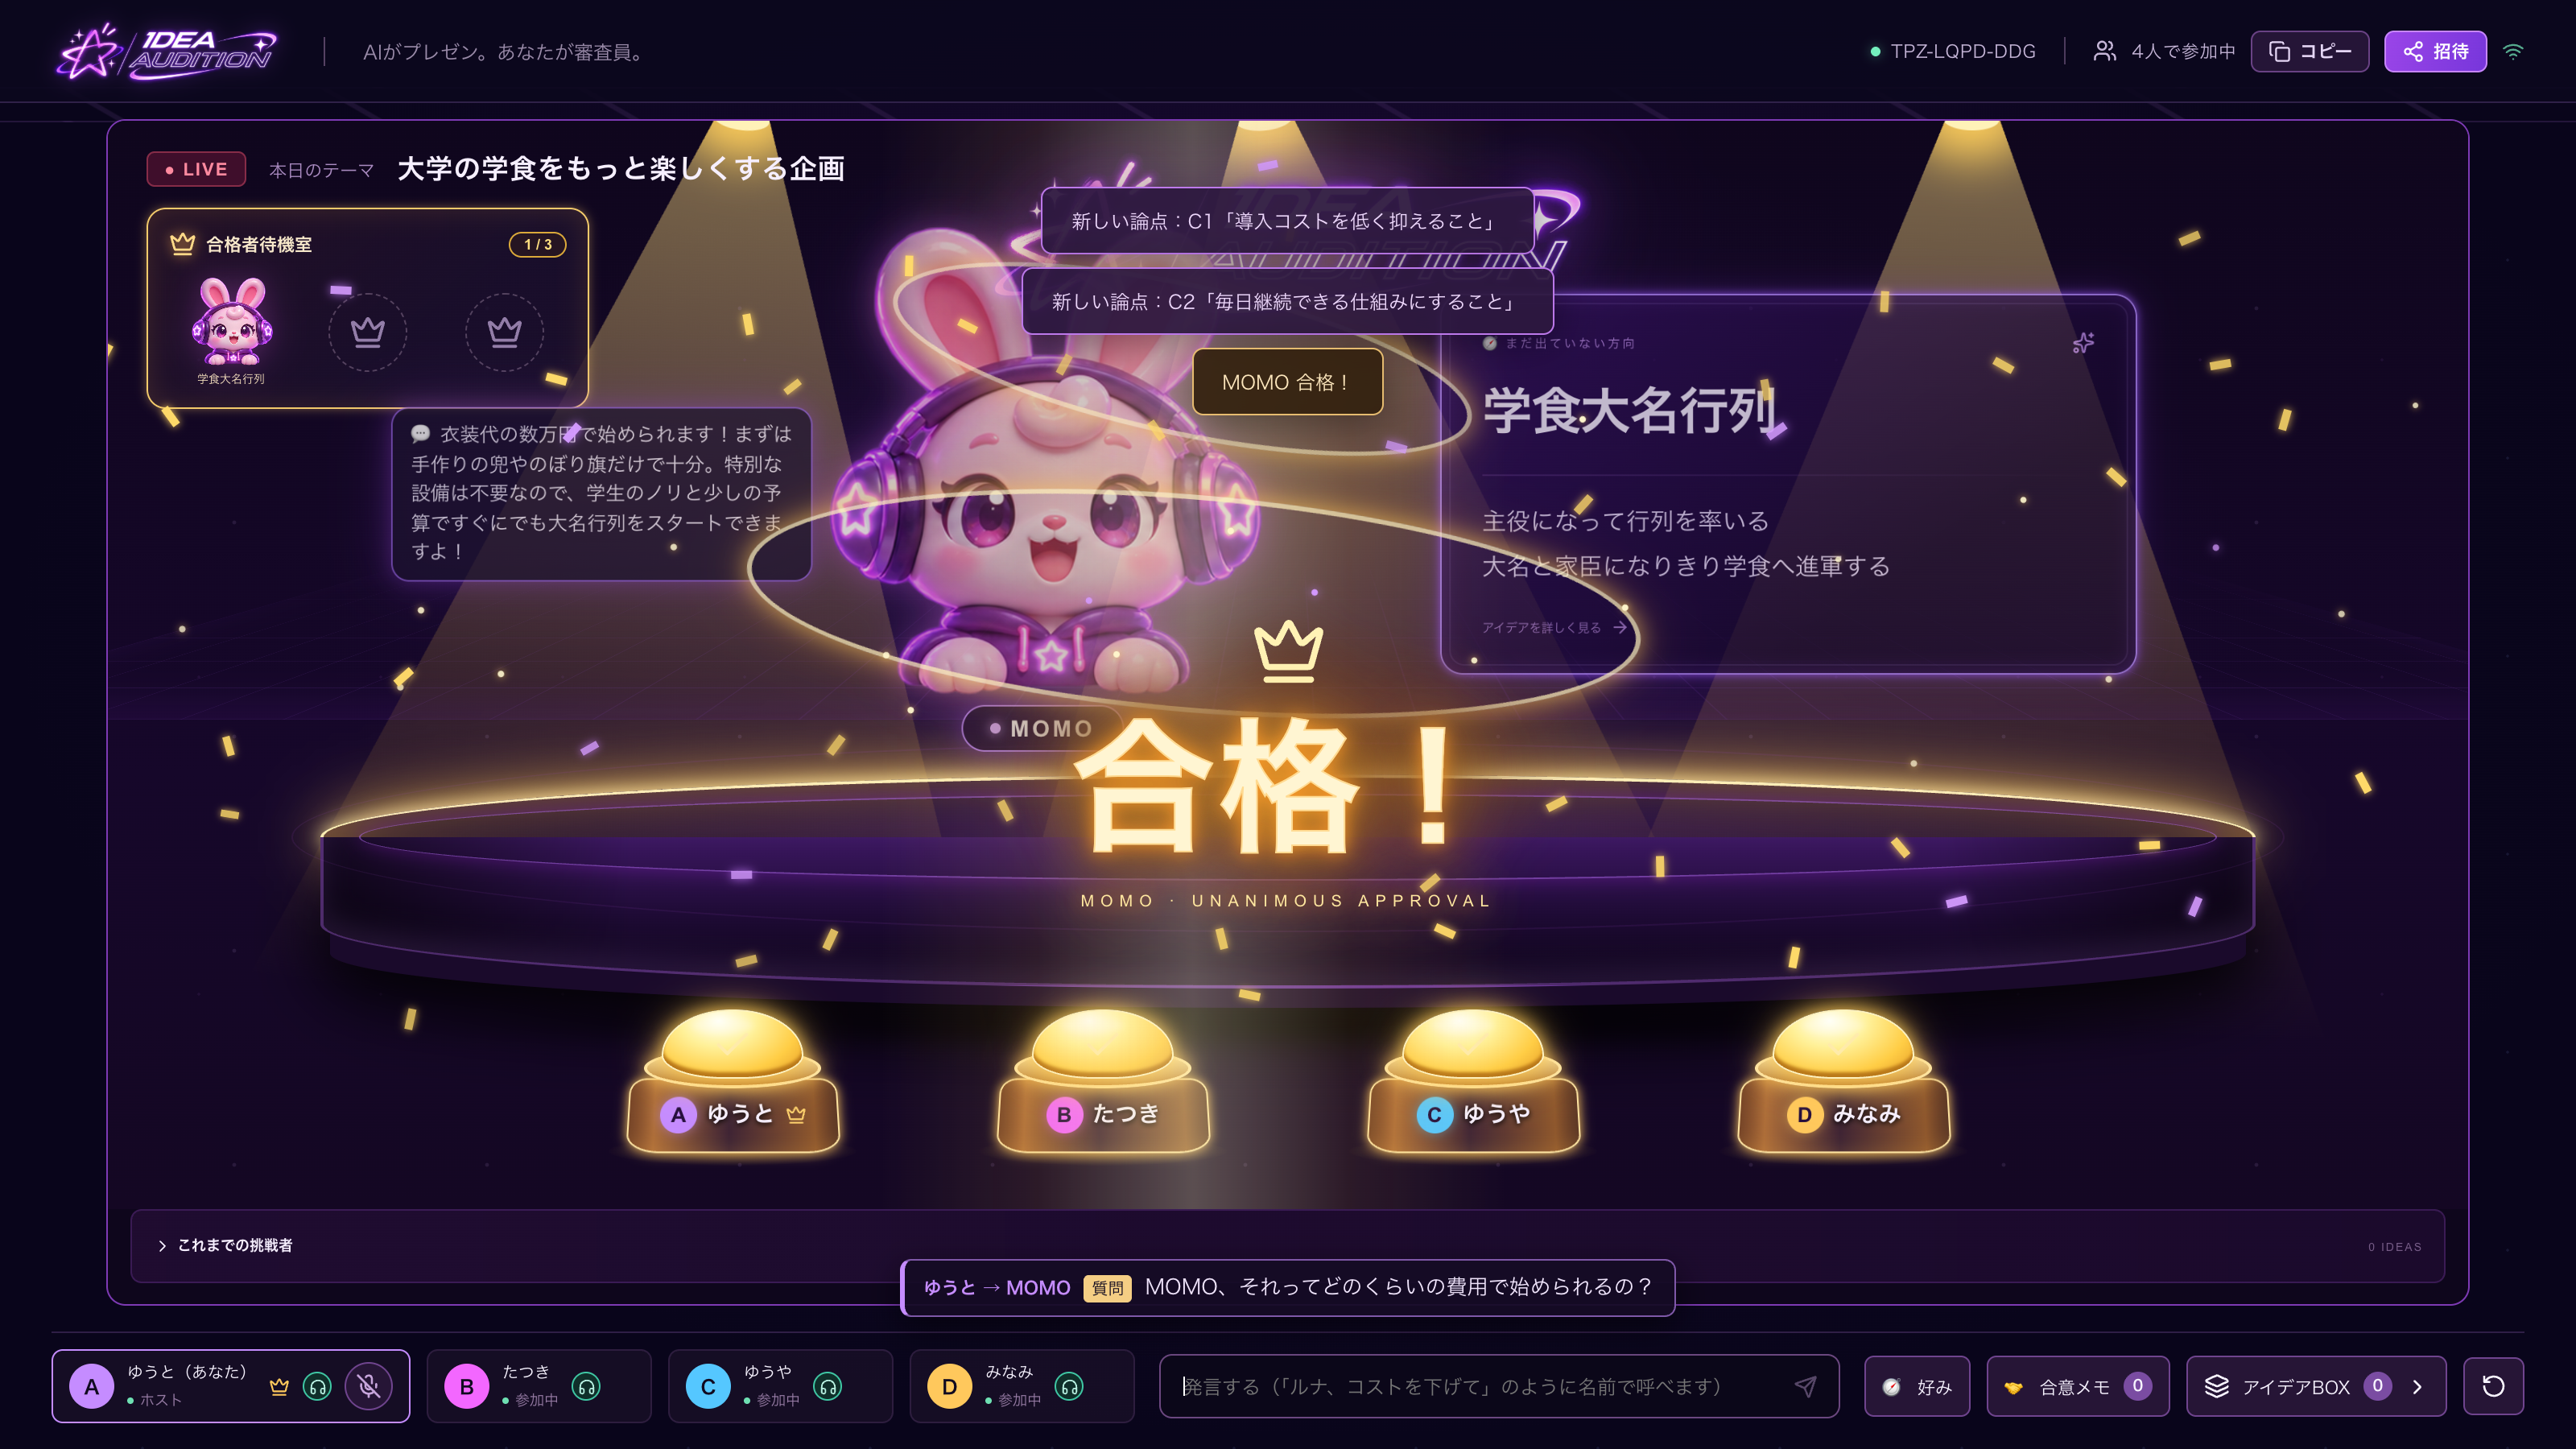 IDEA
AUDITION
AIがプレゼン。あなたが審査員。
TPZ-LQPD-DDG
4人で参加中
コピー
招待
LIVE
本日のテーマ
大学の学食をもっと楽しくする企画
合格者待機室
1 / 3
学食大名行列
新しい論点：C1「導入コストを低く抑えること」
新しい論点：C2「毎日継続できる仕組みにすること」
MOMO 合格！
AUDITION
💬 衣装代の数万円で始められます！まずは
手作りの兜やのぼり旗だけで十分。特別な
設備は不要なので、学生のノリと少しの予
算ですぐにでも大名行列をスタートできま
すよ！
まだ出ていない方向
学食大名行列
主役になって行列を率いる
大名と家臣になりきり学食へ進軍する
アイデアを詳しく見る →
MOMO
合格！
MOMO · UNANIMOUS APPROVAL
A ゆうと
B たつき
C ゆうや
D みなみ
これまでの挑戦者
0 IDEAS
ゆうと → MOMO 質問 MOMO、それってどのくらいの費用で始められるの？
A ゆうと（あなた）
ホスト
B たつき
参加中
C ゆうや
参加中
D みなみ
参加中
発言する（「ルナ、コストを下げて」のように名前で呼べます）
好み
合意メモ 0
アイデアBOX 0